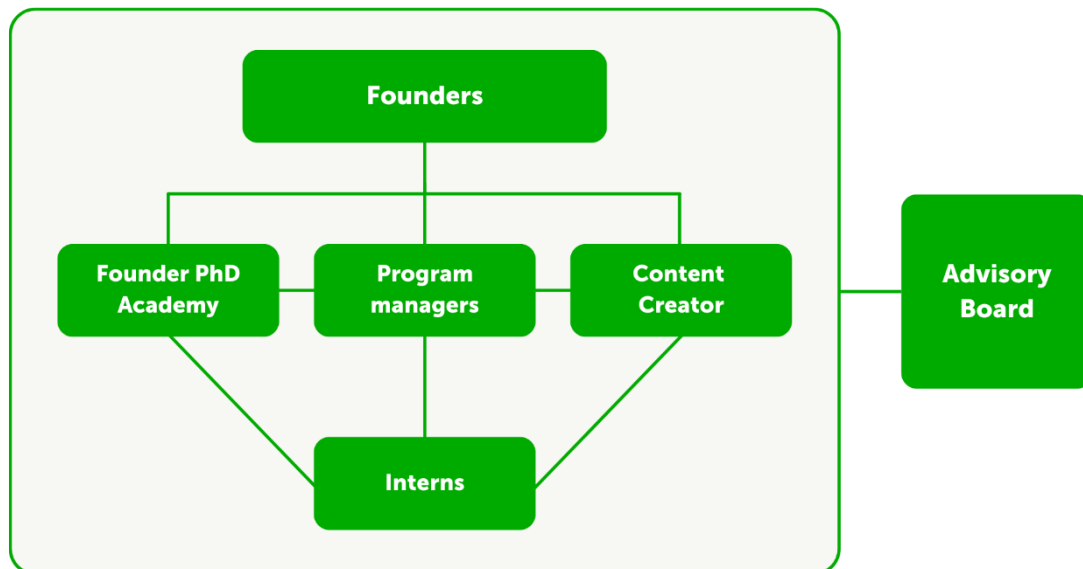 Founders
Founder PhD
Academy
Program
managers
Content
Creator
Advisory
Board
Interns